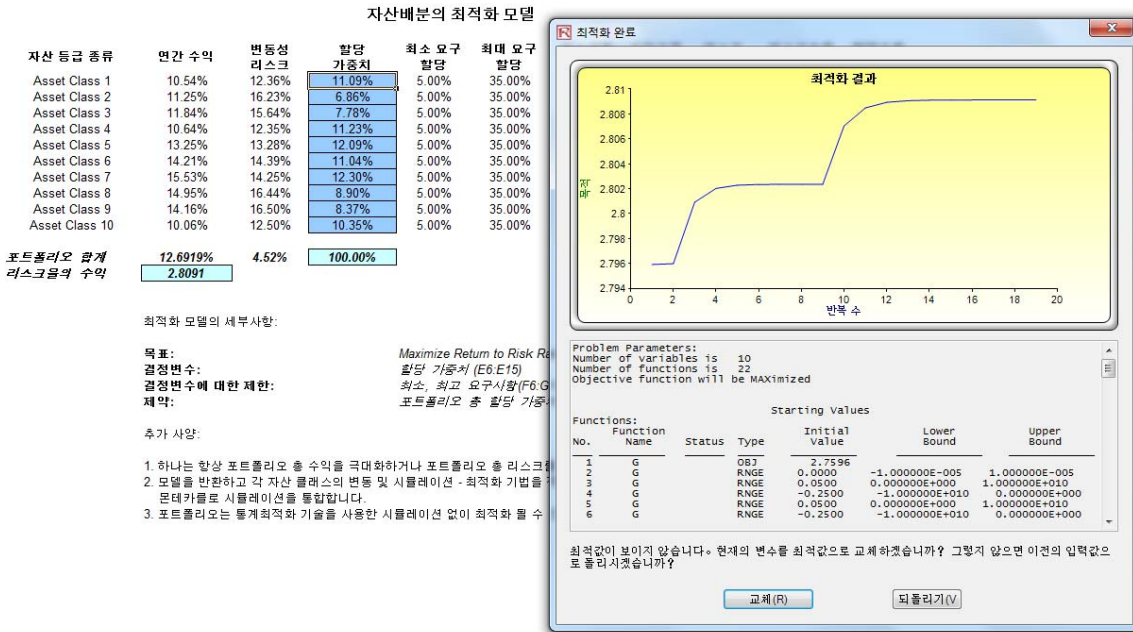 자산배분의 최적화 모델
자산 등급 종류 연간 수익 변동성 리스크 할당 가중치 최소 요구 할당 최대 요구 할당
Asset Class 1 10.54% 12.36% 11.09% 5.00% 35.00%
Asset Class 2 11.25% 16.23% 6.86% 5.00% 35.00%
Asset Class 3 11.84% 15.64% 7.78% 5.00% 35.00%
Asset Class 4 10.64% 12.35% 11.23% 5.00% 35.00%
Asset Class 5 13.25% 13.28% 12.09% 5.00% 35.00%
Asset Class 6 14.21% 14.39% 11.04% 5.00% 35.00%
Asset Class 7 15.53% 14.25% 12.30% 5.00% 35.00%
Asset Class 8 14.95% 16.44% 8.90% 5.00% 35.00%
Asset Class 9 14.16% 16.50% 8.37% 5.00% 35.00%
Asset Class 10 10.06% 12.50% 10.35% 5.00% 35.00%
포트폴리오 합계 12.6919% 4.52% 100.00%
리스크물의 수익 2.8091
최적화 모델의 세부사항:
목표: Maximize Return to Risk Ra
결정변수: 할당 가중치 (E6:E15)
결정변수에 대한 제한: 최소, 최고 요구사항(F6:G
제약: 포트폴리오 총 할당 가중
추가 사양:
1. 하나는 항상 포트폴리오 총 수익을 극대화하거나 포트폴리오 총 리스크
2. 모델을 반환하고 각 자산 클래스의 변동 및 시뮬레이션 - 최적화 기법을
몬테카를로 시뮬레이션을 통합합니다.
3. 포트폴리오는 통계최적화 기술을 사용한 시뮬레이션 없이 최적화 될 수
최적화 완료
최적화 결과
2.81
2.808
2.806
2.804
2.802
2.8
2.798
2.796
2.794
목적
0 2 4 6 8 10 12 14 16 18 20
반복 수
Problem Parameters:
Number of variables is 10
Number of functions is 22
Objective function will be MAXimized
Starting Values
Functions:
No. Function Name Status Type Initial Value Lower Bound Upper Bound
1 G OBJ 2.7596
2 G RNGE 0.0000 -1.000000E-005 1.000000E-005
3 G RNGE 0.0500 0.000000E+000 1.000000E+010
4 G RNGE -0.2500 -1.000000E+010 0.000000E+000
5 G RNGE 0.0500 0.000000E+000 1.000000E+010
6 G RNGE -0.2500 -1.000000E+010 0.000000E+000
최적값이 보이지 않습니다。 현재의 변수를 최적값으로 교체하겠습니까? 그렇지 않으면 이전의 입력값으
로 돌리시겠습니까?
교체(R) 되돌리기(V